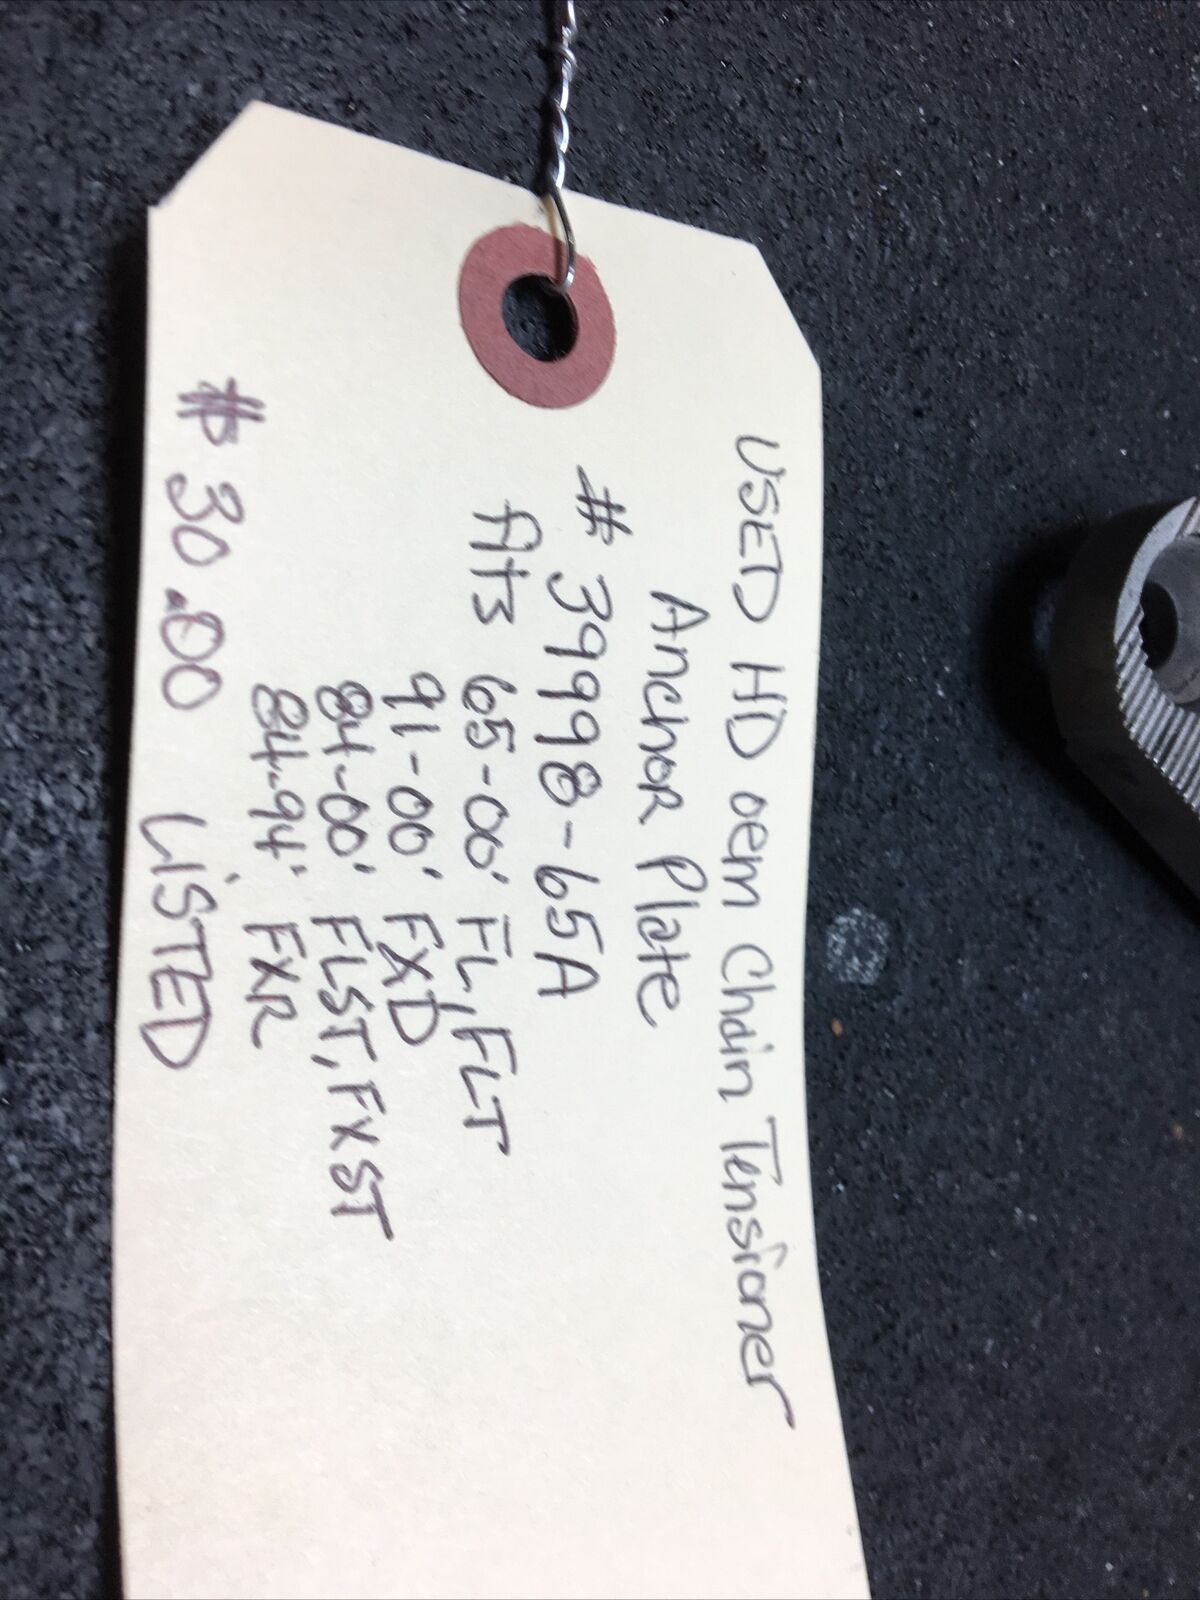 USED HD oem Chain Tensioner
Anchor Plate
# 39998-65A
fits 65-00' FL, FLT
91-00' FXD
84-00' FLST, FXST
84-94' FXR
$ 30.00 LiSTED